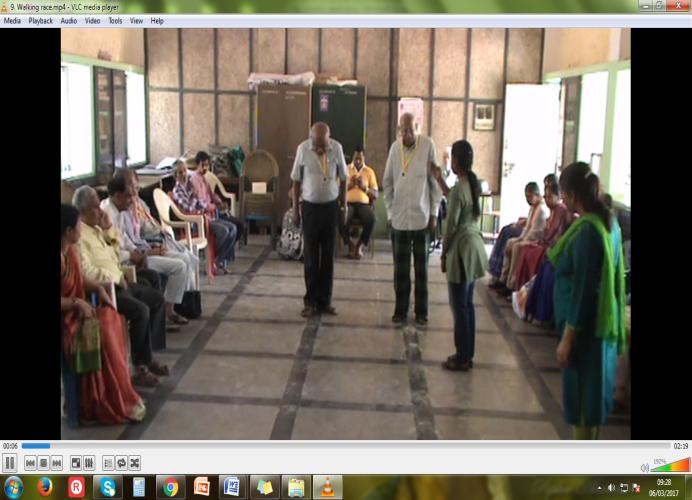 9. Walking race.mp4 - VLC media player
Media Playback Audio Video Tools View Help
00:06
02:19
192%
09:28
06/03/2017